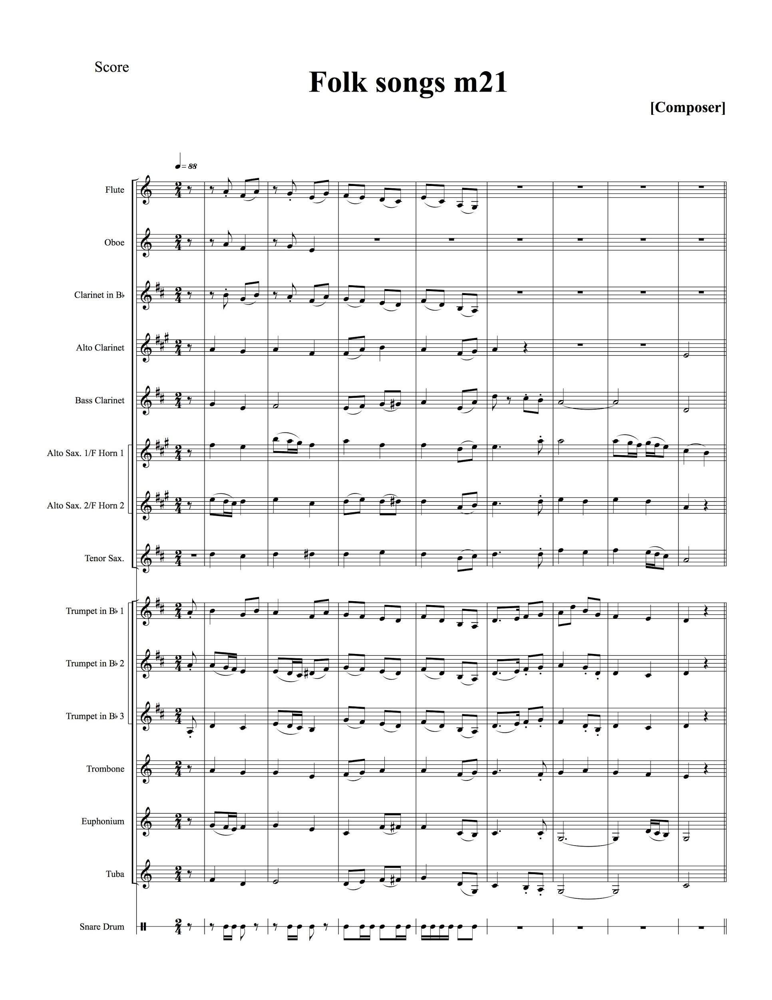 Score
Folk songs m21
[Composer]
= 88
Flute
Oboe
Clarinet in B♭
Alto Clarinet
Bass Clarinet
Alto Sax. 1/F Horn 1
Alto Sax. 2/F Horn 2
Tenor Sax.
Trumpet in B♭ 1
Trumpet in B♭ 2
Trumpet in B♭ 3
Trombone
Euphonium
Tuba
Snare Drum